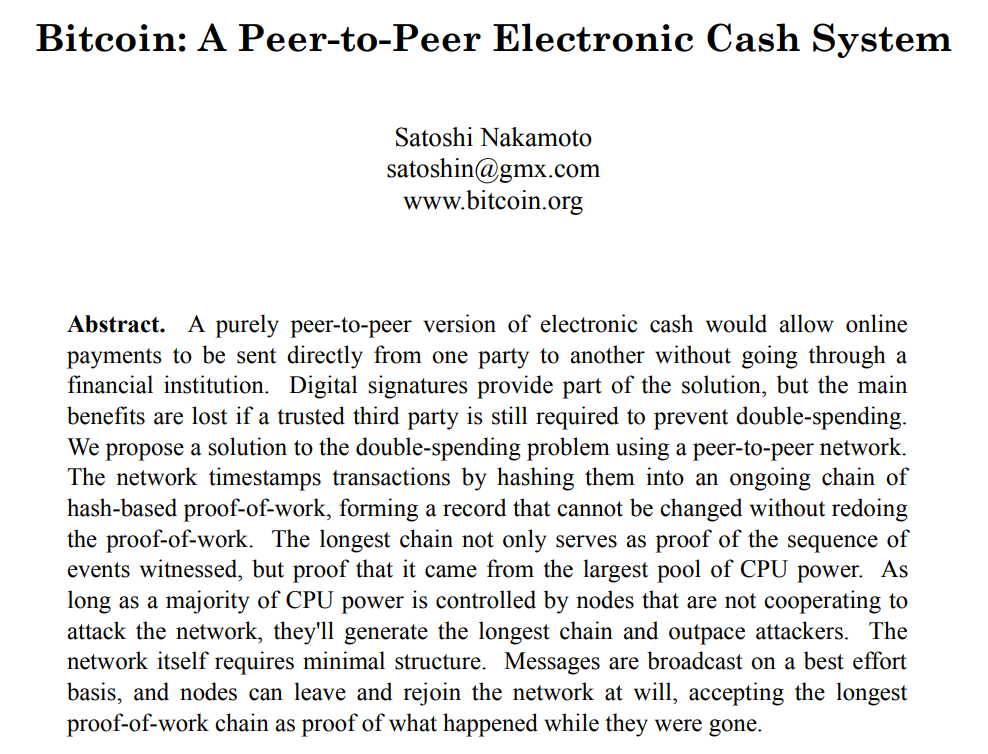 Bitcoin: A Peer-to-Peer Electronic Cash System
Satoshi Nakamoto
satoshin@gmx.com
www.bitcoin.org
Abstract. A purely peer-to-peer version of electronic cash would allow online
payments to be sent directly from one party to another without going through a
financial institution. Digital signatures provide part of the solution, but the main
benefits are lost if a trusted third party is still required to prevent double-spending.
We propose a solution to the double-spending problem using a peer-to-peer network.
The network timestamps transactions by hashing them into an ongoing chain of
hash-based proof-of-work, forming a record that cannot be changed without redoing
the proof-of-work. The longest chain not only serves as proof of the sequence of
events witnessed, but proof that it came from the largest pool of CPU power. As
long as a majority of CPU power is controlled by nodes that are not cooperating to
attack the network, they'll generate the longest chain and outpace attackers. The
network itself requires minimal structure. Messages are broadcast on a best effort
basis, and nodes can leave and rejoin the network at will, accepting the longest
proof-of-work chain as proof of what happened while they were gone.